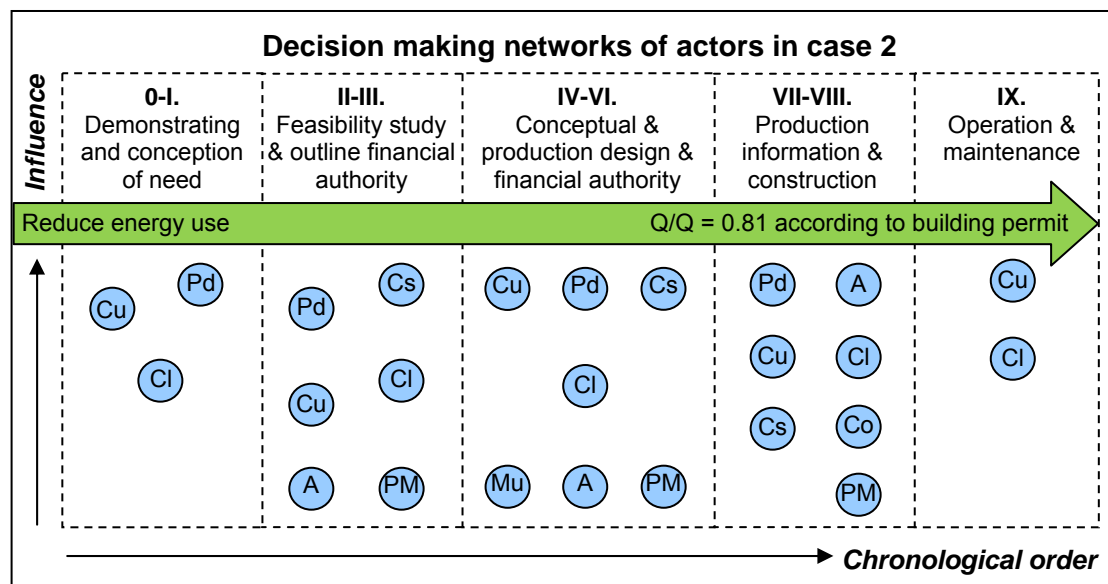 Decision making networks of actors in case 2
Influence
0-I.
Demonstrating
and conception
of need
II-III.
Feasibility study
& outline financial
authority
IV-VI.
Conceptual &
production design &
financial authority
VII-VIII.
Production
information &
construction
IX.
Operation &
maintenance
Reduce energy use
Q/Q = 0.81 according to building permit
Cu
Pd
Cl
Pd
Cs
Cu
Cl
A
PM
Cu
Pd
Cs
Cl
Mu
A
PM
Pd
A
Cu
Cl
Cs
Co
PM
Cu
Cl
Chronological order